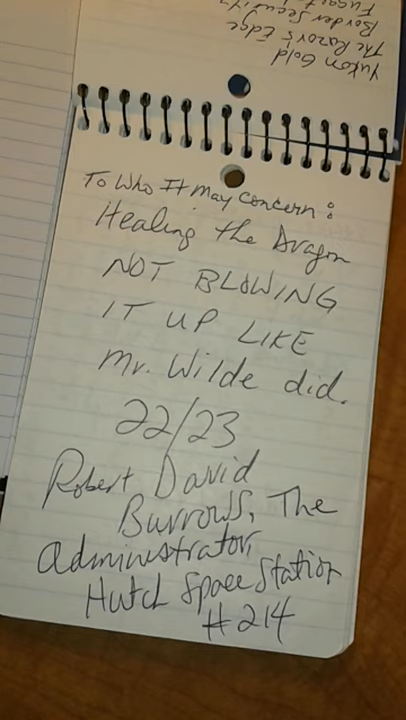 Yukon Gold
The Razor's Edge
Border Security
To Who It May Concern:
Healing the Dragon
NOT BLOWING
IT UP LIKE
Mr. Wilde did.
22/23
Robert David
Burrows, The
administrator,
Hutch Space Station
#214